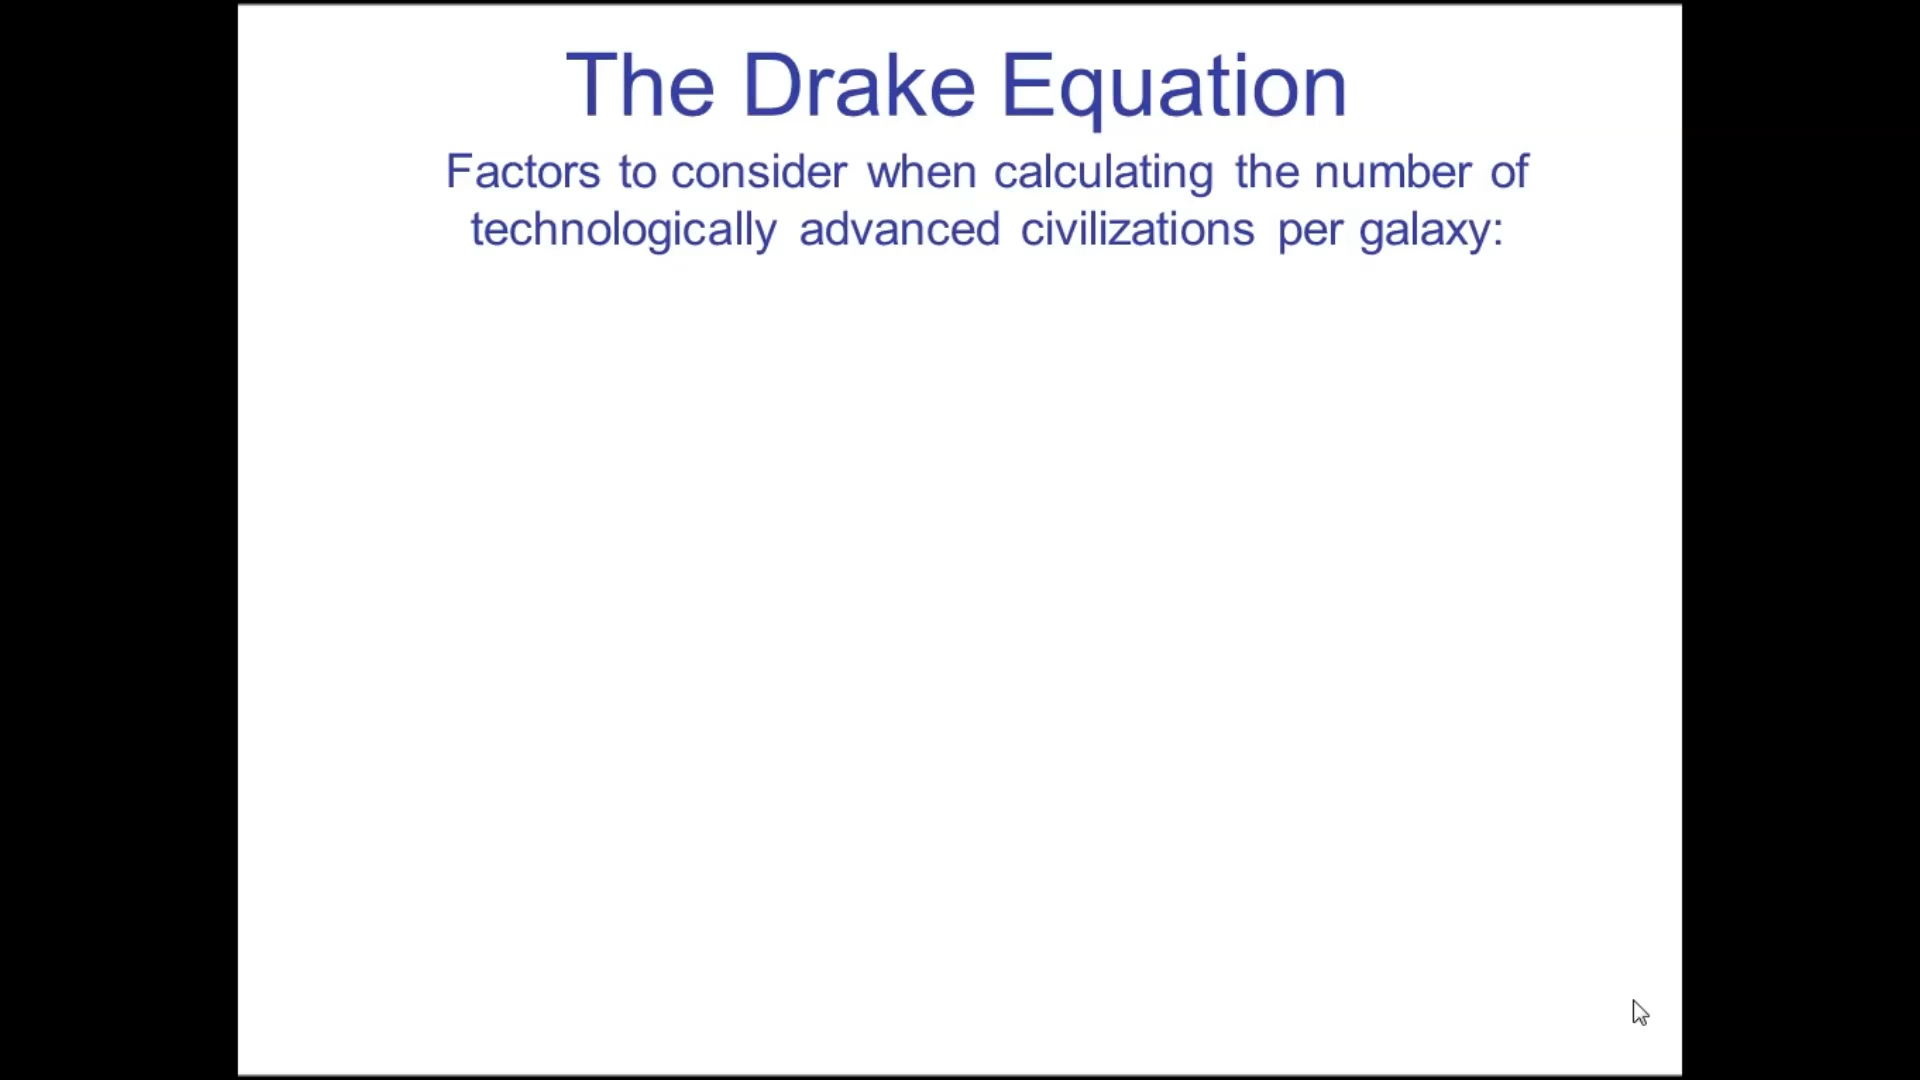 The Drake Equation
Factors to consider when calculating the number of
technologically advanced civilizations per galaxy: